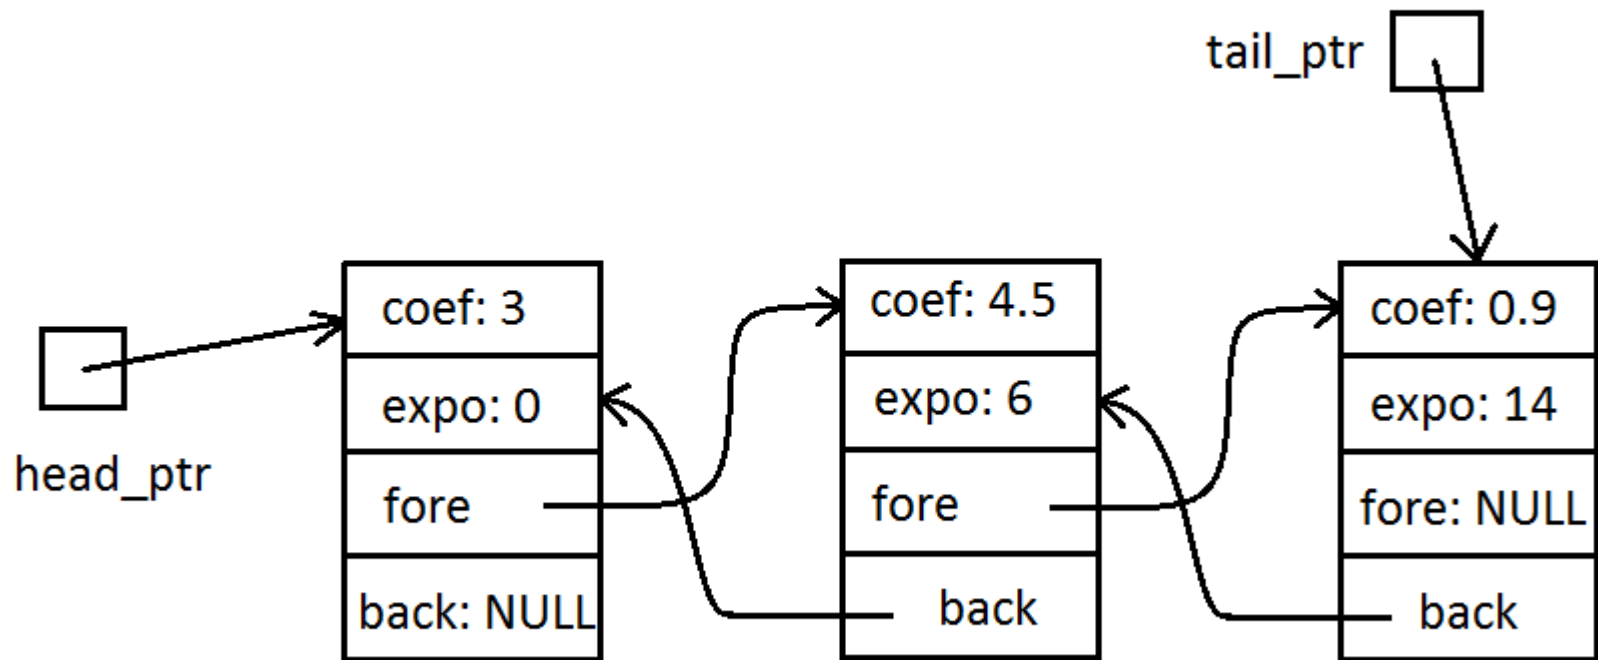 tail_ptr
head_ptr
coef: 3
expo: 0
fore
back: NULL
coef: 4.5
expo: 6
fore
back
coef: 0.9
expo: 14
fore: NULL
back